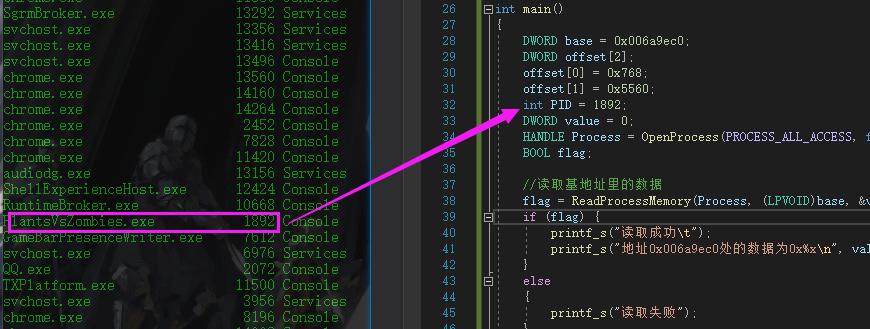 SgrmBroker.exe 13292 Services
svchost.exe 13356 Services
svchost.exe 13416 Services
svchost.exe 13496 Console
chrome.exe 13560 Console
chrome.exe 14160 Console
chrome.exe 14264 Console
chrome.exe 2452 Console
chrome.exe 7828 Console
chrome.exe 11420 Console
audiodg.exe 13156 Services
ShellExperienceHost.exe 12424 Console
RuntimeBroker.exe 10668 Console
PlantsVsZombies.exe 1892 Console
GameBarPresenceWriter.exe 7612 Console
svchost.exe 6976 Services
QQ.exe 2072 Console
TXPlatform.exe 11500 Console
svchost.exe 3956 Services
chrome.exe 8196 Console
26 int main()
27 {
28 DWORD base = 0x006a9ec0;
29 DWORD offset[2];
30 offset[0] = 0x768;
31 offset[1] = 0x5560;
32 int PID = 1892;
33 DWORD value = 0;
34 HANDLE Process = OpenProcess(PROCESS_ALL_ACCESS, f
35 BOOL flag;
36
37 //读取基地址里的数据
38 flag = ReadProcessMemory(Process, (LPVOID)base, &v
39 if (flag) {
40 printf_s("读取成功\t");
41 printf_s("地址0x006a9ec0处的数据为0x%x\n", val
42 }
43 else
44 {
45 printf_s("读取失败");
46